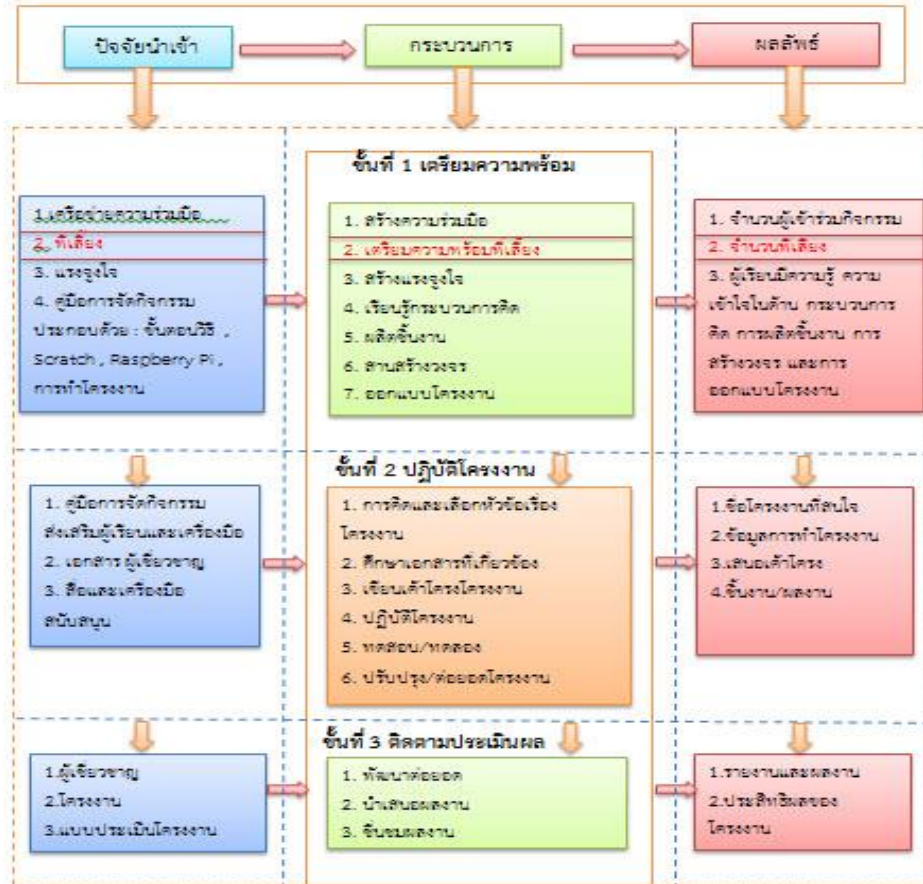 ปัจจัยนำเข้า
กระบวนการ
ผลลัพธ์
ขั้นที่ 1 เตรียมความพร้อม
1.เครือข่ายความร่วมมือ
2. พี่เลี้ยง
3. แรงจูงใจ
4. คู่มือการจัดกิจกรรม
ประกอบด้วย : ขั้นตอนวิธี ,
Scratch , Raspberry Pi ,
การทำโครงงาน
1. สร้างความร่วมมือ
2. เตรียมความพร้อมพี่เลี้ยง
3. สร้างแรงจูงใจ
4. เรียนรู้กระบวนการคิด
5. ผลิตชิ้นงาน
6. สานสร้างวงจร
7. ออกแบบโครงงาน
1. จำนวนผู้เข้าร่วมกิจกรรม
2. จำนวนพี่เลี้ยง
3. ผู้เรียนมีความรู้ ความ
เข้าใจในด้าน กระบวนการ
คิด การผลิตชิ้นงาน การ
สร้างวงจร และการ
ออกแบบโครงงาน
ขั้นที่ 2 ปฏิบัติโครงงาน
1. คู่มือการจัดกิจกรรม
ส่งเสริมผู้เรียนและเครื่องมือ
2. เอกสาร ผู้เชี่ยวชาญ
3. สื่อและเครื่องมือ
สนับสนุน
1. การคิดและเลือกหัวข้อเรื่อง
โครงงาน
2. ศึกษาเอกสารที่เกี่ยวข้อง
3. เขียนเค้าโครงโครงงาน
4. ปฏิบัติโครงงาน
5. ทดสอบ/ทดลอง
6. ปรับปรุง/ต่อยอดโครงงาน
1.ชื่อโครงงานที่สนใจ
2.ข้อมูลการทำโครงงาน
3.เสนอเค้าโครง
4.ชิ้นงาน/ผลงาน
ขั้นที่ 3 ติดตามประเมินผล
1.ผู้เชี่ยวชาญ
2.โครงงาน
3.แบบประเมินโครงงาน
1. พัฒนาต่อยอด
2. นำเสนอผลงาน
3. ชื่นชมผลงาน
1.รายงานและผลงาน
2.ประสิทธิผลของ
โครงงาน